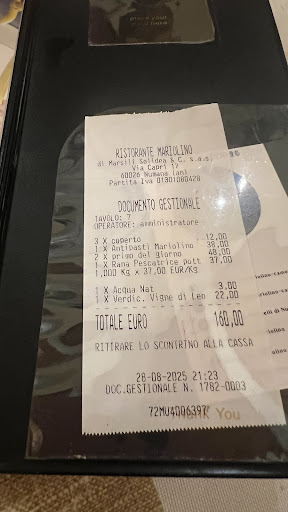 RISTORANTE MARIOLINO
di Marsili Solidea & C. s.a.s.
Via Capri 17
60026 Numana (an)
Partita Iva 01301080428
DOCUMENTO GESTIONALE
TAVOLO: 7
OPERATORE: amministratore
3 X coperto 12,00
1 X Antipasti Mariolino 38,00
2 X primo del giorno 48,00
1 X Rana Pescatrice pott 37,00
1,000 Kg X 37,00 EUR/Kg
1 X Acqua Nat 3,00
1 X Verdic. Vigne di Leo 22,00
TOTALE EURO 160,00
RITIRARE LO SCONTRINO ALLA CASSA
28-08-2025 21:23
DOC.GESTIONALE N. 1782-0003
72MU4006397
Thank You